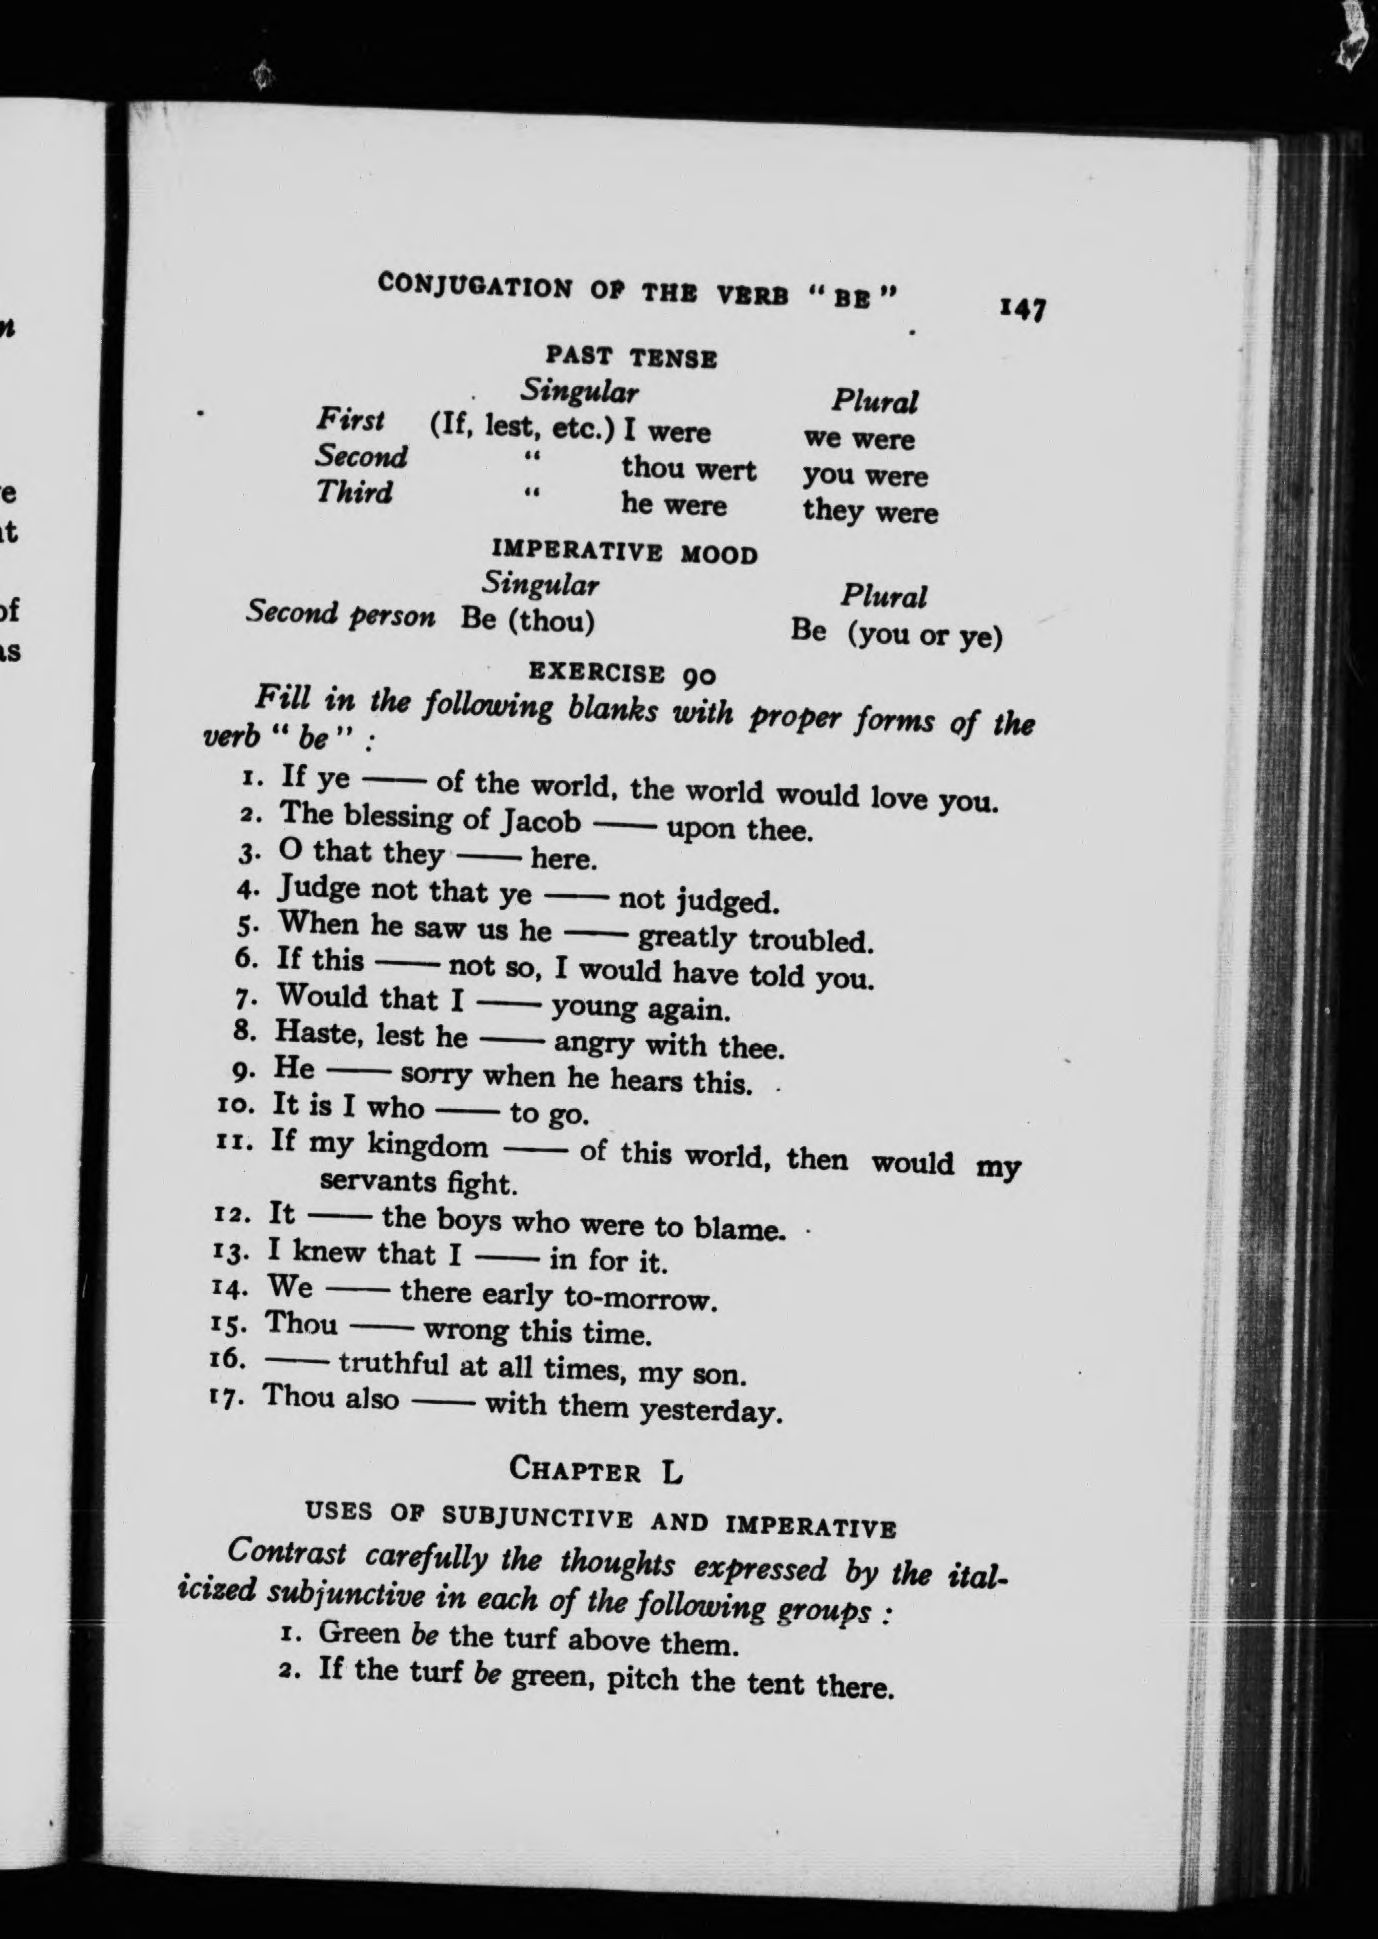 n
e
of
as
CONJUGATION OF THE VERB “BE” 147
PAST TENSE
Singular Plural
First (If, lest, etc.) I were we were
Second “ thou wert you were
Third “ he were they were
IMPERATIVE MOOD
Singular Plural
Second person Be (thou) Be (you or ye)
EXERCISE 90
Fill in the following blanks with proper forms of the
verb “be” :
1. If ye —— of the world, the world would love you.
2. The blessing of Jacob —— upon thee.
3. O that they —— here.
4. Judge not that ye —— not judged.
5. When he saw us he —— greatly troubled.
6. If this —— not so, I would have told you.
7. Would that I —— young again.
8. Haste, lest he —— angry with thee.
9. He —— sorry when he hears this.
10. It is I who —— to go.
11. If my kingdom —— of this world, then would my
servants fight.
12. It —— the boys who were to blame.
13. I knew that I —— in for it.
14. We —— there early to-morrow.
15. Thou —— wrong this time.
16. —— truthful at all times, my son.
17. Thou also —— with them yesterday.
CHAPTER L
USES OF SUBJUNCTIVE AND IMPERATIVE
Contrast carefully the thoughts expressed by the ital-
icized subjunctive in each of the following groups :
1. Green be the turf above them.
2. If the turf be green, pitch the tent there.